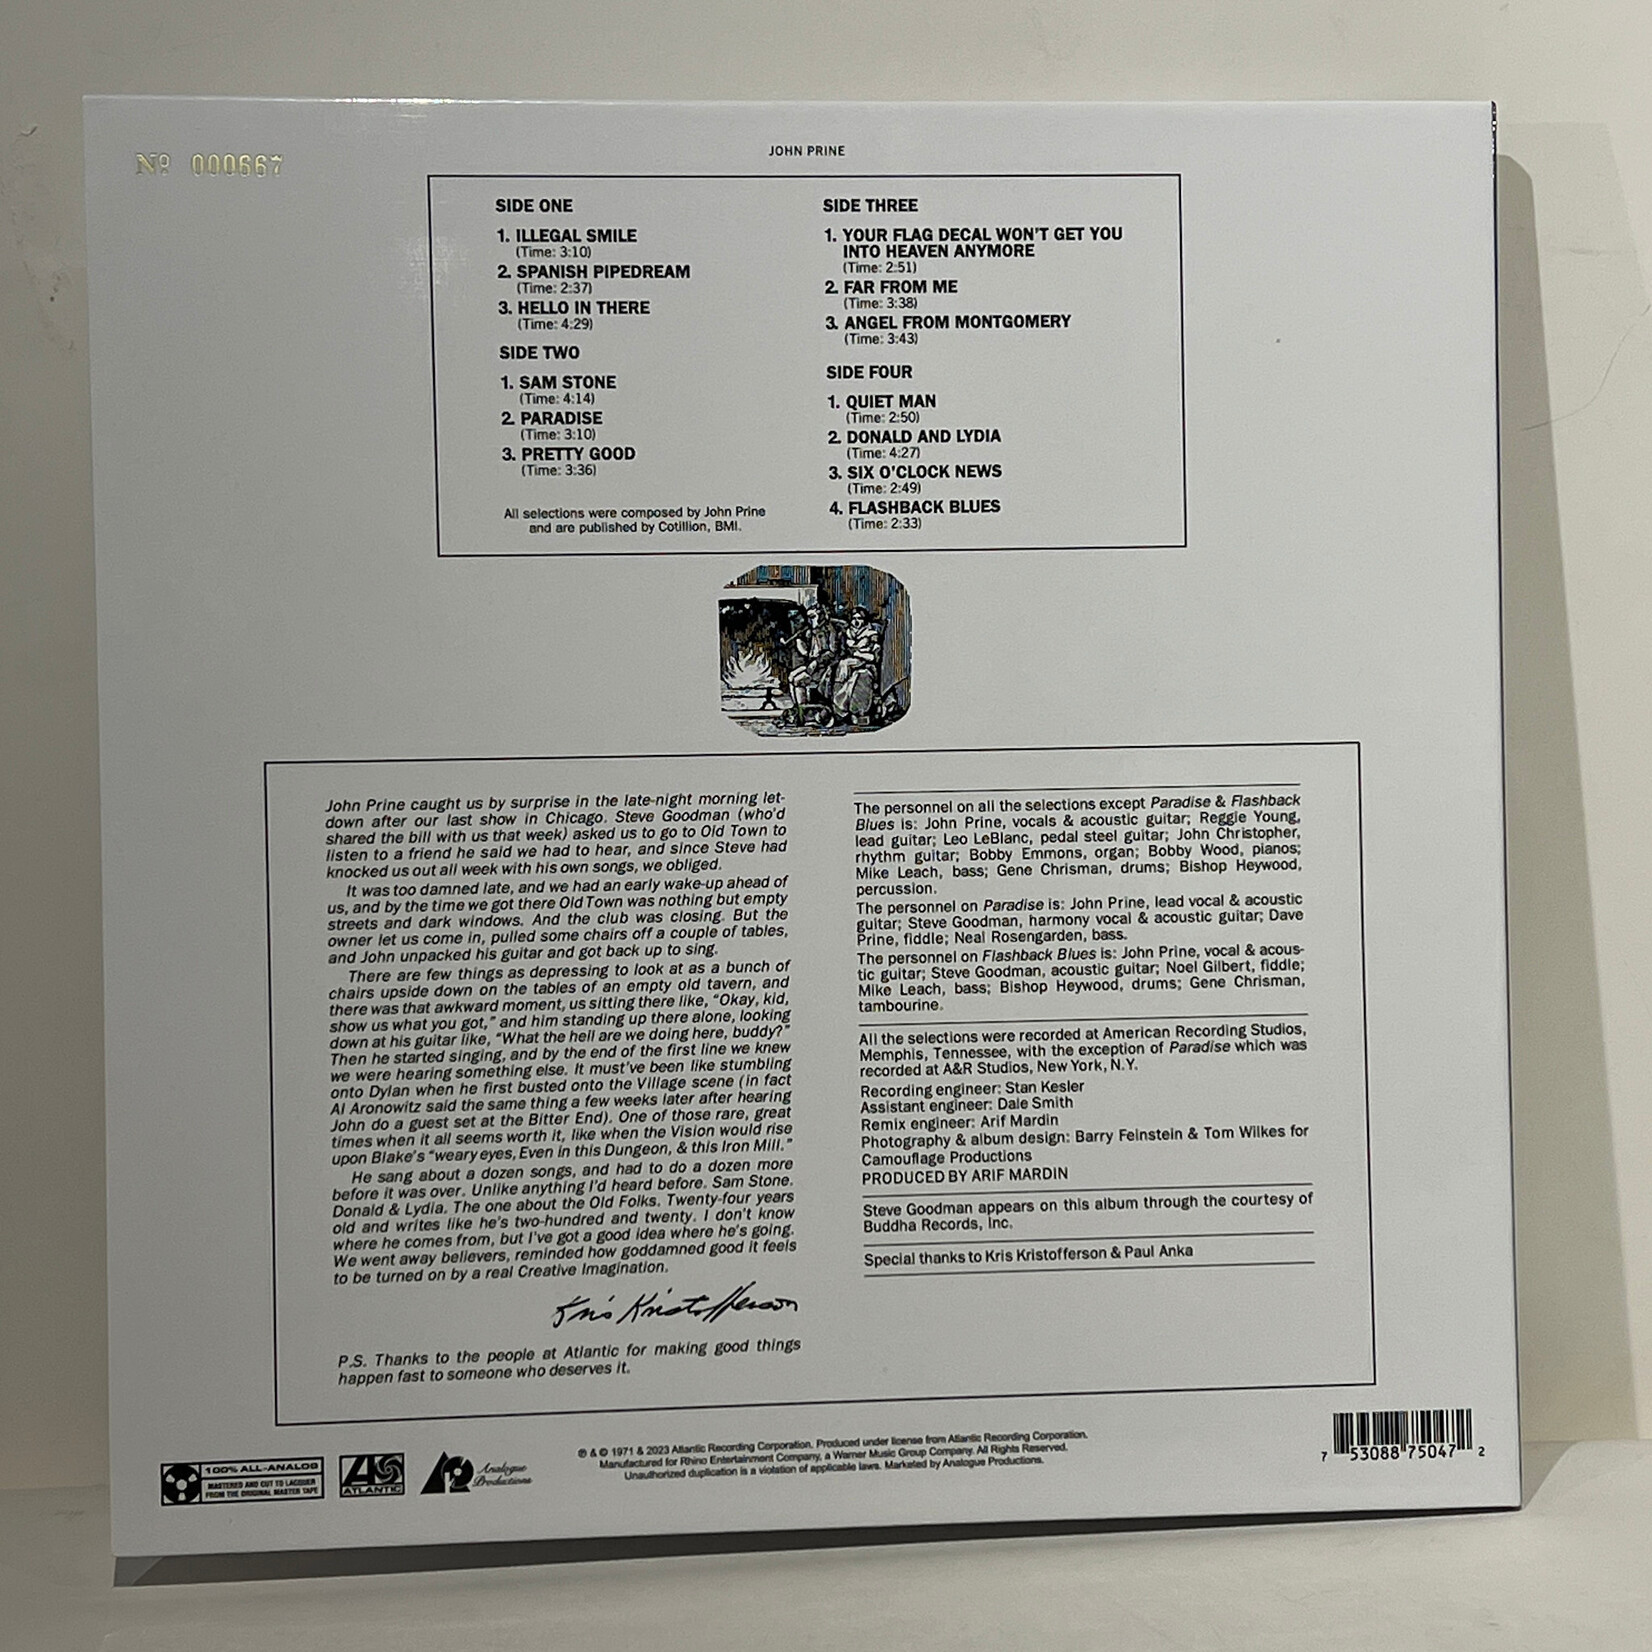 Nº 000667
JOHN PRINE
SIDE ONE
1. ILLEGAL SMILE
(Time: 3:10)
2. SPANISH PIPEDREAM
(Time: 2:37)
3. HELLO IN THERE
(Time: 4:29)
SIDE TWO
1. SAM STONE
(Time: 4:14)
2. PARADISE
(Time: 3:10)
3. PRETTY GOOD
(Time: 3:36)
All selections were composed by John Prine
and are published by Cotillion, BMI.
SIDE THREE
1. YOUR FLAG DECAL WON'T GET YOU
INTO HEAVEN ANYMORE
(Time: 2:51)
2. FAR FROM ME
(Time: 3:38)
3. ANGEL FROM MONTGOMERY
(Time: 3:43)
SIDE FOUR
1. QUIET MAN
(Time: 2:50)
2. DONALD AND LYDIA
(Time: 4:27)
3. SIX O'CLOCK NEWS
(Time: 2:49)
4. FLASHBACK BLUES
(Time: 2:33)
John Prine caught us by surprise in the late-night morning let-
down after our last show in Chicago. Steve Goodman (who'd
shared the bill with us that week) asked us to go to Old Town to
listen to a friend he said we had to hear, and since Steve had
knocked us out all week with his own songs, we obliged.
It was too damned late, and we had an early wake-up ahead of
us, and by the time we got there Old Town was nothing but empty
streets and dark windows. And the club was closing. But the
owner let us come in, pulled some chairs off a couple of tables,
and John unpacked his guitar and got back up to sing.
There are few things as depressing to look at as a bunch of
chairs upside down on the tables of an empty old tavern, and
there was that awkward moment, us sitting there like, "Okay, kid,
show us what you got," and him standing up there alone, looking
down at his guitar like, "What the hell are we doing here, buddy?"
Then he started singing, and by the end of the first line we knew
we were hearing something else. It must've been like stumbling
onto Dylan when he first busted onto the Village scene (in fact
Al Aronowitz said the same thing a few weeks later after hearing
John do a guest set at the Bitter End). One of those rare, great
times when it all seems worth it, like when the Vision would rise
upon Blake's "weary eyes, Even in this Dungeon, & this Iron Mill."
He sang about a dozen songs, and had to do a dozen more
before it was over. Unlike anything I'd heard before. Sam Stone.
Donald & Lydia. The one about the Old Folks. Twenty-four years
old and writes like he's two-hundred and twenty. I don't know
where he comes from, but I've got a good idea where he's going.
We went away believers, reminded how goddamned good it feels
to be turned on by a real Creative Imagination.
Kris Kristofferson
P.S. Thanks to the people at Atlantic for making good things
happen fast to someone who deserves it.
The personnel on all the selections except Paradise & Flashback
Blues is: John Prine, vocals & acoustic guitar; Reggie Young,
lead guitar; Leo LeBlanc, pedal steel guitar; John Christopher,
rhythm guitar; Bobby Emmons, organ; Bobby Wood, pianos;
Mike Leach, bass; Gene Chrisman, drums; Bishop Heywood,
percussion.
The personnel on Paradise is: John Prine, lead vocal & acoustic
guitar; Steve Goodman, harmony vocal & acoustic guitar; Dave
Prine, fiddle; Neal Rosengarden, bass.
The personnel on Flashback Blues is: John Prine, vocal & acous-
tic guitar; Steve Goodman, acoustic guitar; Noel Gilbert, fiddle;
Mike Leach, bass; Bishop Heywood, drums; Gene Chrisman,
tambourine.
All the selections were recorded at American Recording Studios,
Memphis, Tennessee, with the exception of Paradise which was
recorded at A&R Studios, New York, N.Y.
Recording engineer: Stan Kesler
Assistant engineer: Dale Smith
Remix engineer: Arif Mardin
Photography & album design: Barry Feinstein & Tom Wilkes for
Camouflage Productions
PRODUCED BY ARIF MARDIN
Steve Goodman appears on this album through the courtesy of
Buddha Records, Inc.
Special thanks to Kris Kristofferson & Paul Anka
100% ALL-ANALOG
MASTERED AND CUT TO LACQUER
FROM THE ORIGINAL MASTER TAPE
ATLANTIC
Analogue
Productions
℗ & © 1971 & 2023 Atlantic Recording Corporation. Produced under license from Atlantic Recording Corporation.
Manufactured for Rhino Entertainment Company, a Warner Music Group Company. All Rights Reserved.
Unauthorized duplication is a violation of applicable laws. Marketed by Analogue Productions.
7 53088 75047 2